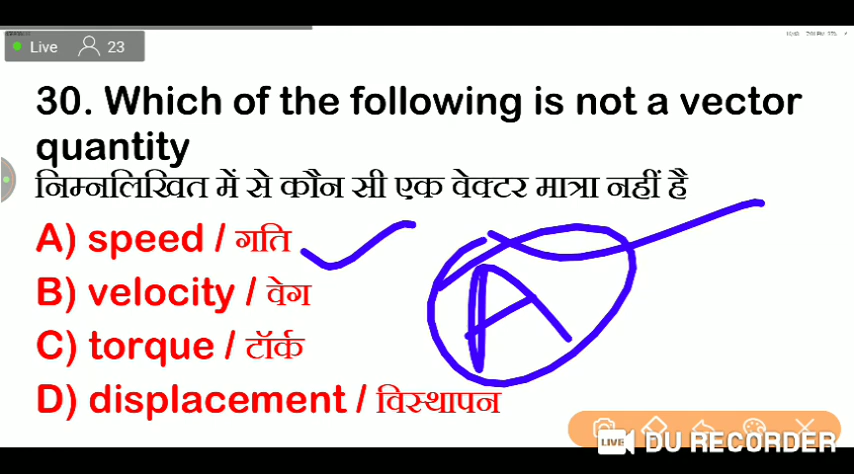 Live 23
30. Which of the following is not a vector
quantity
निम्नलिखित में से कौन सी एक वेक्टर मात्रा नहीं है
A) speed / गति
B) velocity / वेग
A
C) torque / टॉर्क
D) displacement / विस्थापन
LIVE DU RECORDER